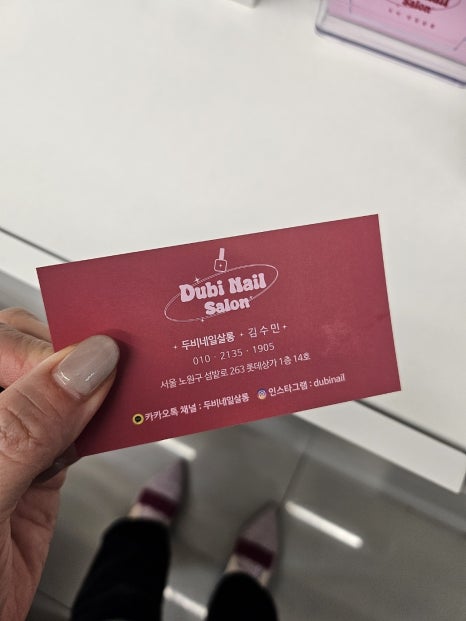 Salon
Dubi Nail
Salon
두비네일살롱 + 김수민 +
010 · 2135 · 1905
서울 노원구 섬밭로 263 롯데상가 1층 14호
카카오톡 채널 : 두비네일살롱 인스타그램 : dubinail